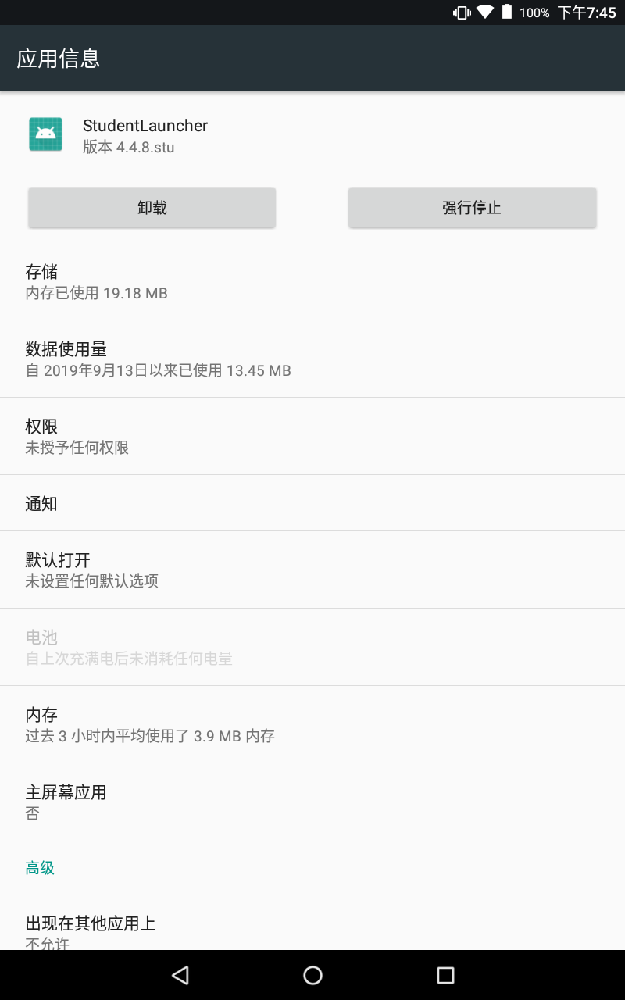 100% 下午7:45
应用信息
StudentLauncher
版本 4.4.8.stu
卸载 强行停止
存储
内存已使用 19.18 MB
数据使用量
自 2019年9月13日以来已使用 13.45 MB
权限
未授予任何权限
通知
默认打开
未设置任何默认选项
电池
自上次充满电后未消耗任何电量
内存
过去 3 小时内平均使用了 3.9 MB 内存
主屏幕应用
否
高级
出现在其他应用上
不允许